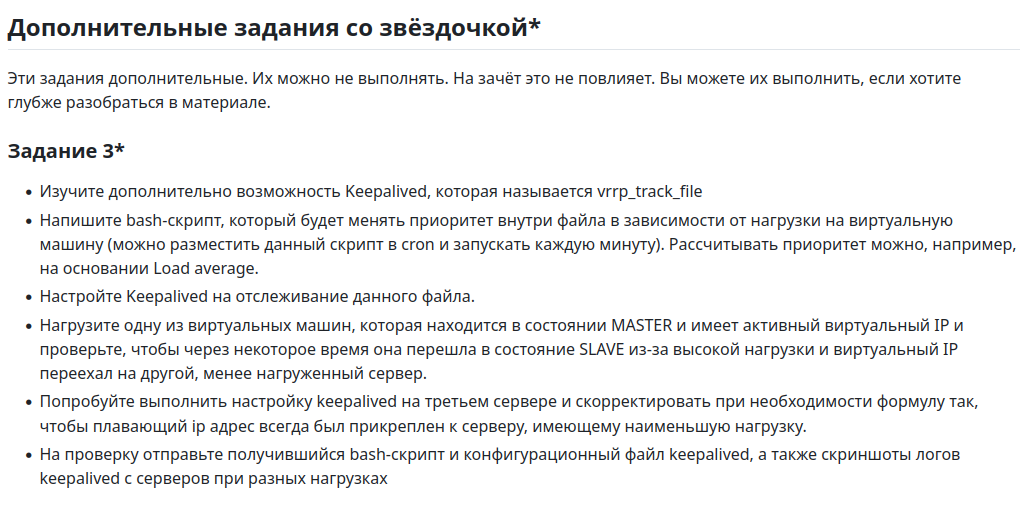 Дополнительные задания со звёздочкой*
Эти задания дополнительные. Их можно не выполнять. На зачёт это не повлияет. Вы можете их выполнить, если хотите
глубже разобраться в материале.
Задание 3*
• Изучите дополнительно возможность Keepalived, которая называется vrrp_track_file
• Напишите bash-скрипт, который будет менять приоритет внутри файла в зависимости от нагрузки на виртуальную
машину (можно разместить данный скрипт в cron и запускать каждую минуту). Рассчитывать приоритет можно, например,
на основании Load average.
• Настройте Keepalived на отслеживание данного файла.
• Нагрузите одну из виртуальных машин, которая находится в состоянии MASTER и имеет активный виртуальный IP и
проверьте, чтобы через некоторое время она перешла в состояние SLAVE из-за высокой нагрузки и виртуальный IP
переехал на другой, менее нагруженный сервер.
• Попробуйте выполнить настройку keepalived на третьем сервере и скорректировать при необходимости формулу так,
чтобы плавающий ip адрес всегда был прикреплен к серверу, имеющему наименьшую нагрузку.
• На проверку отправьте получившийся bash-скрипт и конфигурационный файл keepalived, а также скриншоты логов
keepalived с серверов при разных нагрузках